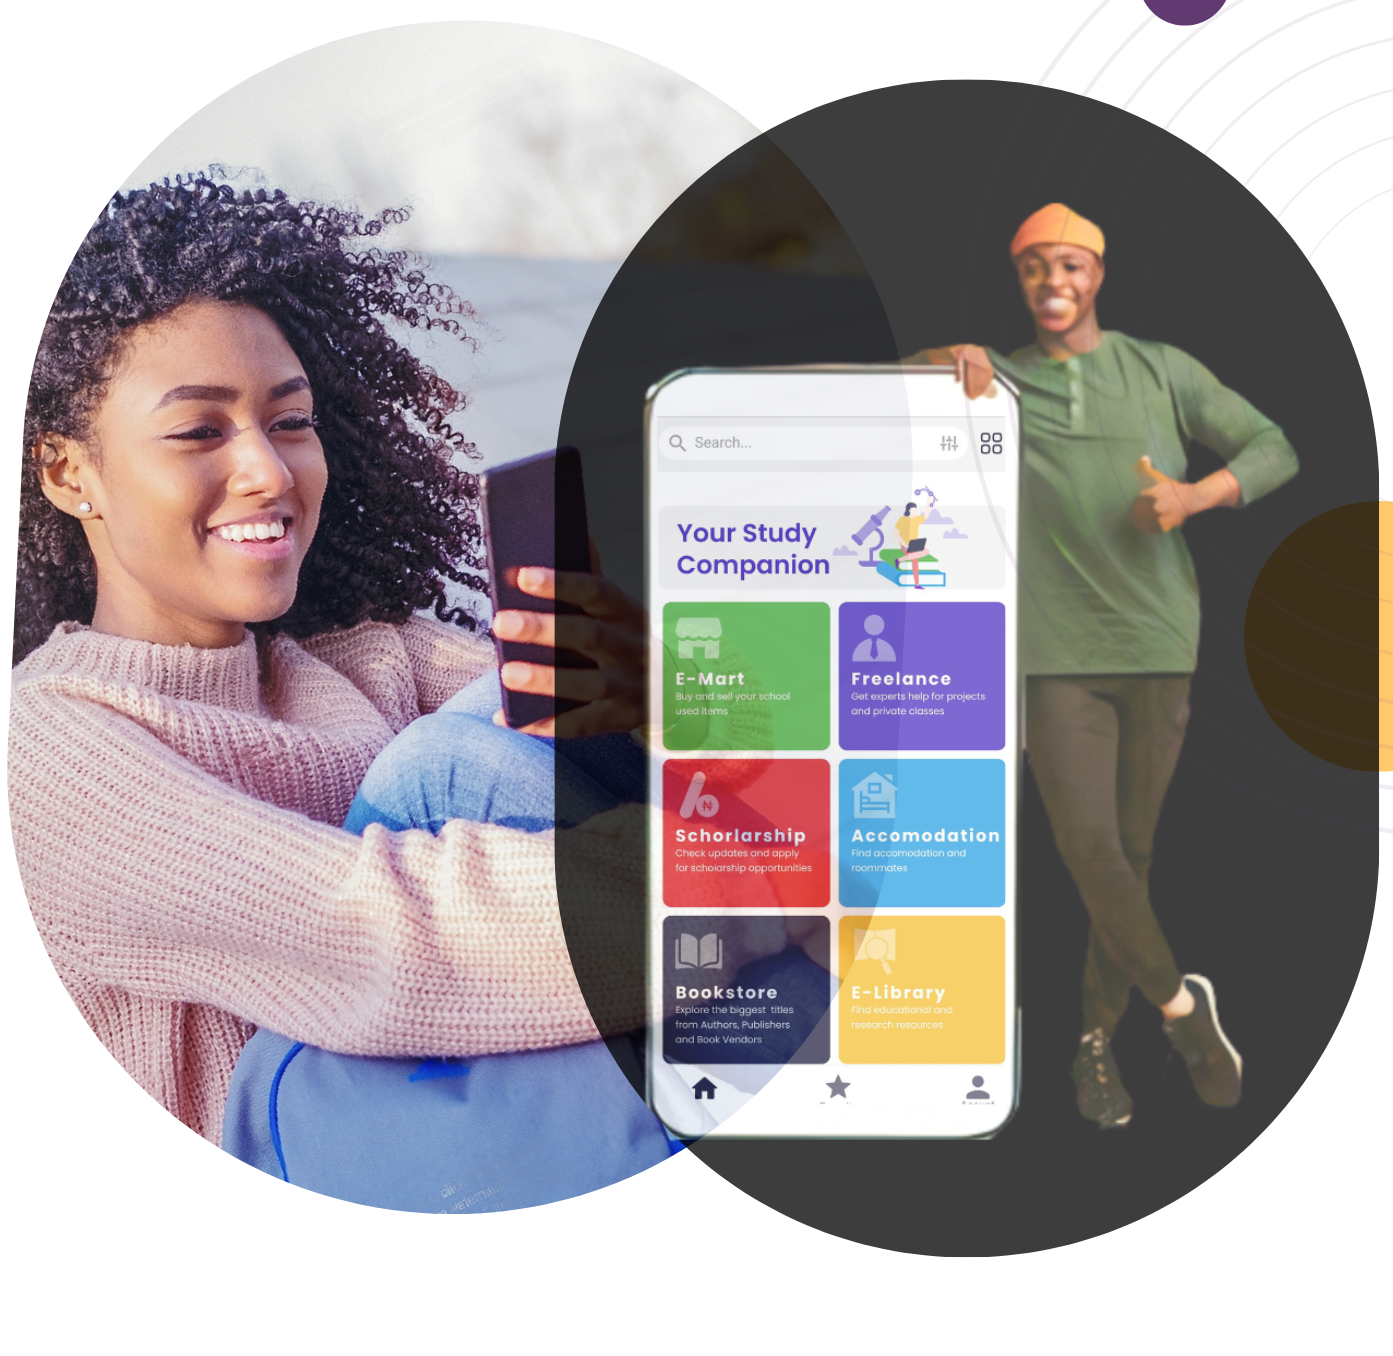 Search...
Your Study
Companion
E-Mart
Buy and sell your school
used items
Freelance
Get experts help for projects
and private classes
Schorlarship
Check updates and apply
for scholarship opportunities
Accomodation
Find accomodation and
roommates
Bookstore
Explore the biggest titles
from Authors, Publishers
and Book Vendors
E-Library
Find educational and
research resources